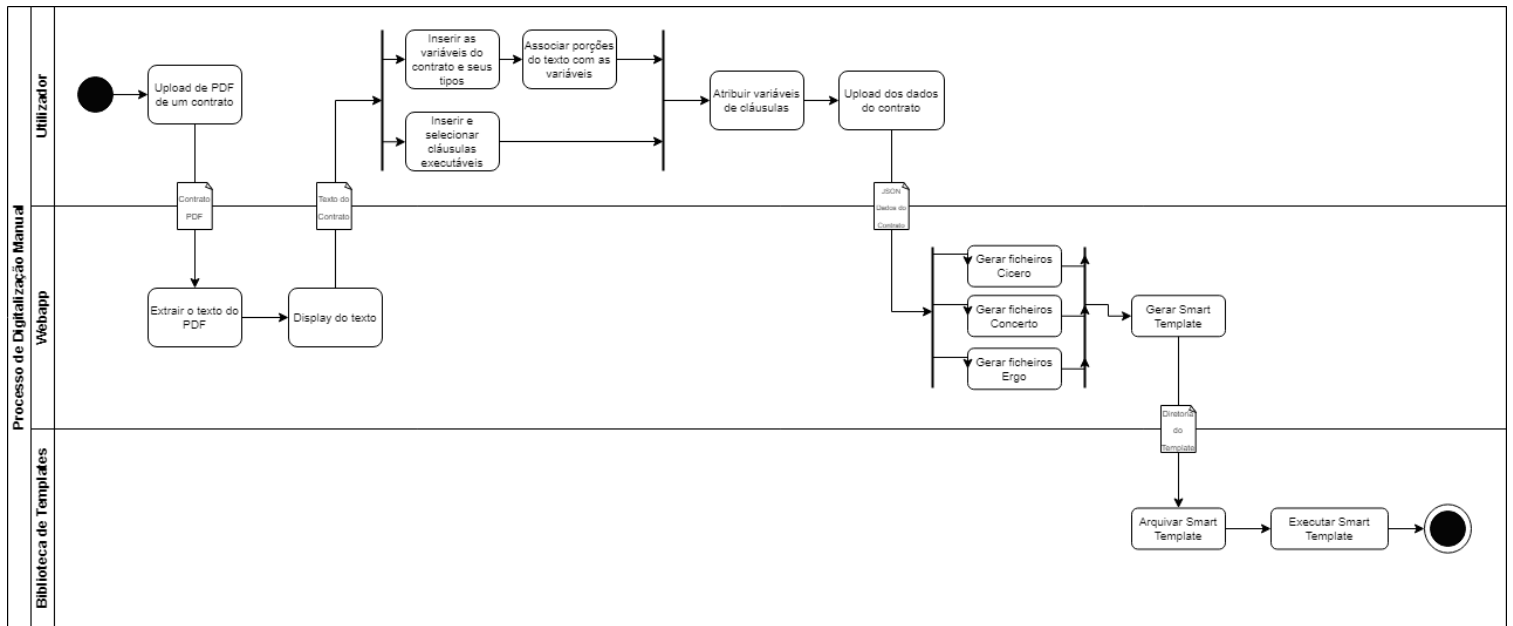 Processo de Digitalização Manual
Utilizador
Upload de PDF
de um contrato
Inserir as
variáveis do
contrato e seus
tipos
Associar porções
do texto com as
variáveis
Inserir e
selecionar
cláusulas
executáveis
Atribuir variáveis
de cláusulas
Upload dos dados
do contrato
Contrato
PDF
Texto do
Contrato
JSON
Dados do
Contrato
Webapp
Extrair o texto do
PDF
Display do texto
Gerar ficheiros
Cicero
Gerar ficheiros
Concerto
Gerar ficheiros
Ergo
Gerar Smart
Template
Diretoria
do
Template
Biblioteca de Templates
Arquivar Smart
Template
Executar Smart
Template